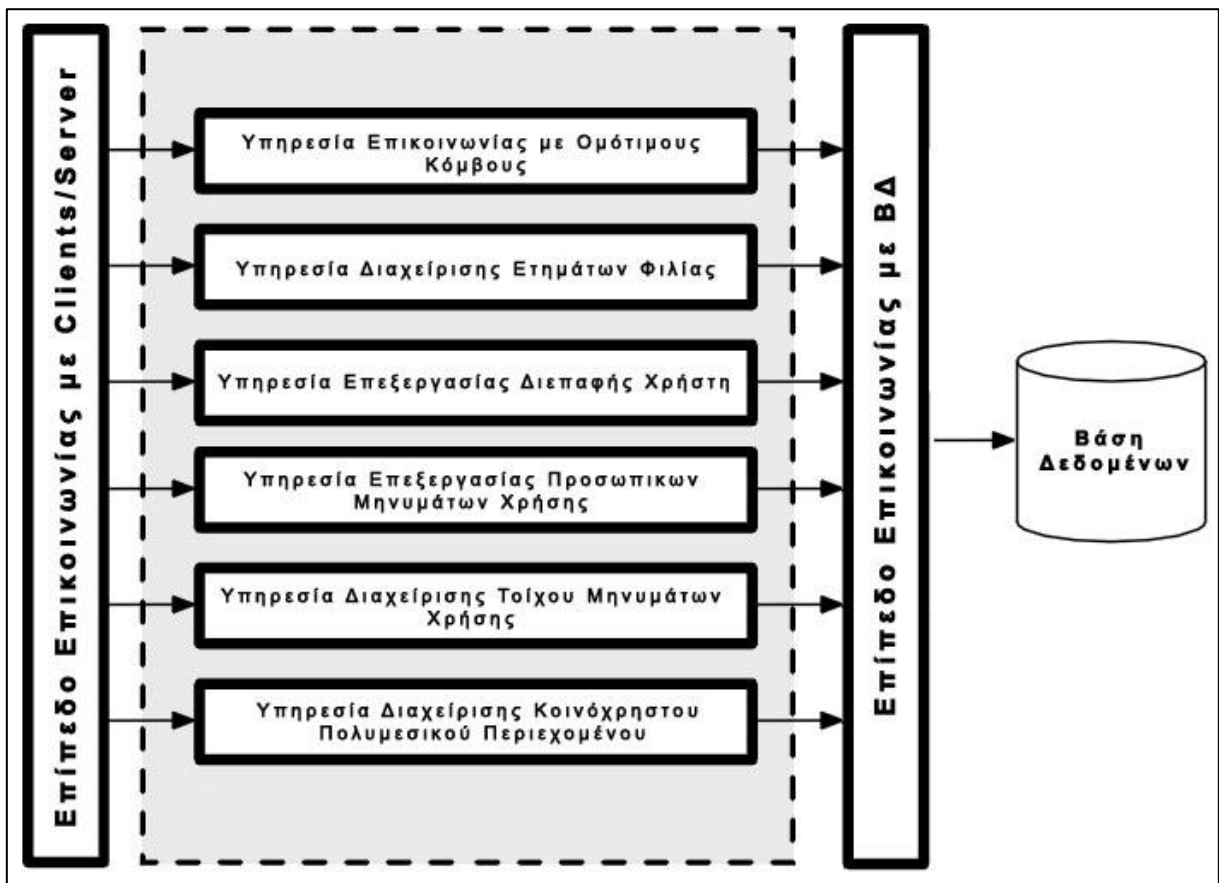 Επίπεδο Επικοινωνίας με Clients/Server
Υπηρεσία Επικοινωνίας με Ομότιμους
Κόμβους
Υπηρεσία Διαχείρισης Ετημάτων Φιλίας
Υπηρεσία Επεξεργασίας Διεπαφής Χρήστη
Υπηρεσία Επεξεργασίας Προσωπικων
Μηνυμάτων Χρήσης
Υπηρεσία Διαχείρισης Τοίχου Μηνυμάτων
Χρήσης
Υπηρεσία Διαχείρισης Κοινόχρηστου
Πολυμεσικού Περιεχομένου
Επίπεδο Επικοινωνίας με ΒΔ
Βάση
Δεδομένων